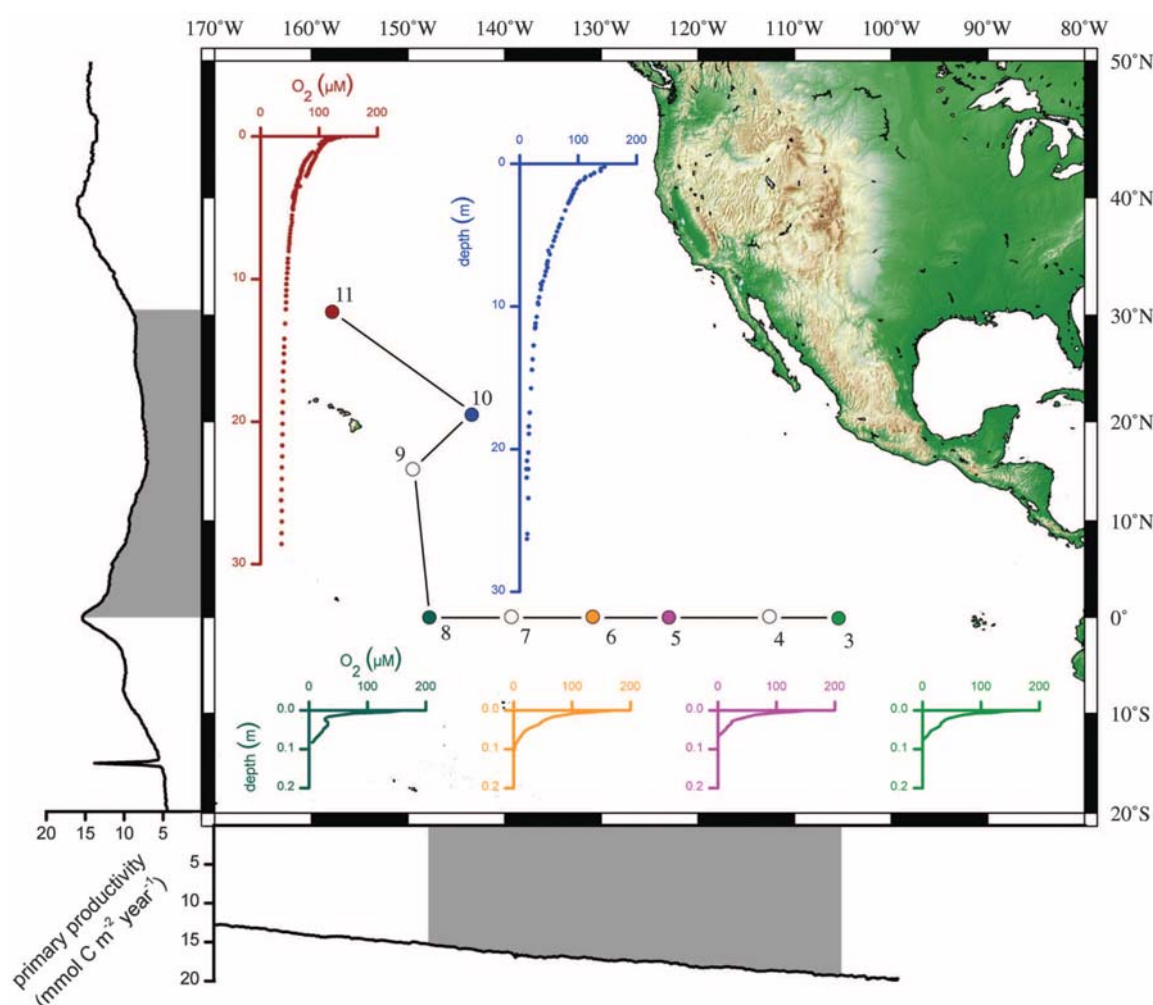 170°W 160°W 150°W 140°W 130°W 120°W 110°W 100°W 90°W 80°W
50°N
40°N
30°N
20°N
10°N
0°
10°S
20°S
O2 (µM)
0 100 200
0
10
20
30
0 100 200
0
10
20
30
depth (m)
11
10
9
8 7 6 5 4 3
O2 (µM)
0 100 200
0.0
0.1
0.2
depth (m)
0 100 200
0.0
0.1
0.2
0 100 200
0.0
0.1
0.2
0 100 200
0.0
0.1
0.2
20 15 10 5
5
10
15
20
primary productivity
(mmol C m-2 year-1)